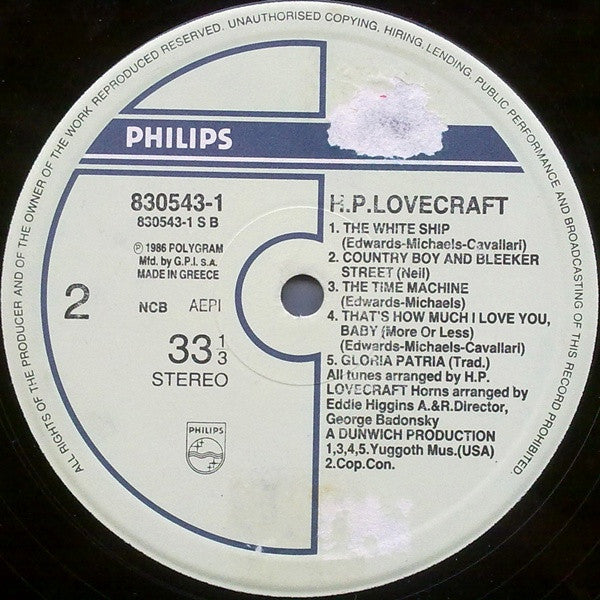 ALL RIGHTS OF THE PRODUCER AND OF THE OWNER OF THE WORK REPRODUCED RESERVED. UNAUTHORISED COPYING, HIRING, LENDING, PUBLIC PERFORMANCE AND BROADCASTING OF THIS RECORD PROHIBITED.
PHILIPS
830543-1
830543-1 S B
Ⓟ 1986 POLYGRAM
Mfd. by G.P.I. S.A.
MADE IN GREECE
2
NCB AEPI
33 1/3
STEREO
PHILIPS
H.P.LOVECRAFT
1. THE WHITE SHIP
(Edwards-Michaels-Cavallari)
2. COUNTRY BOY AND BLEEKER
STREET (Neil)
3. THE TIME MACHINE
(Edwards-Michaels)
4. THAT'S HOW MUCH I LOVE YOU,
BABY (More Or Less)
(Edwards-Michaels-Cavallari)
5. GLORIA PATRIA (Trad.)
All tunes arranged by H.P.
LOVECRAFT Horns arranged by
Eddie Higgins A.&R.Director,
George Badonsky
A DUNWICH PRODUCTION
1,3,4,5.Yuggoth Mus.(USA)
2.Cop.Con.